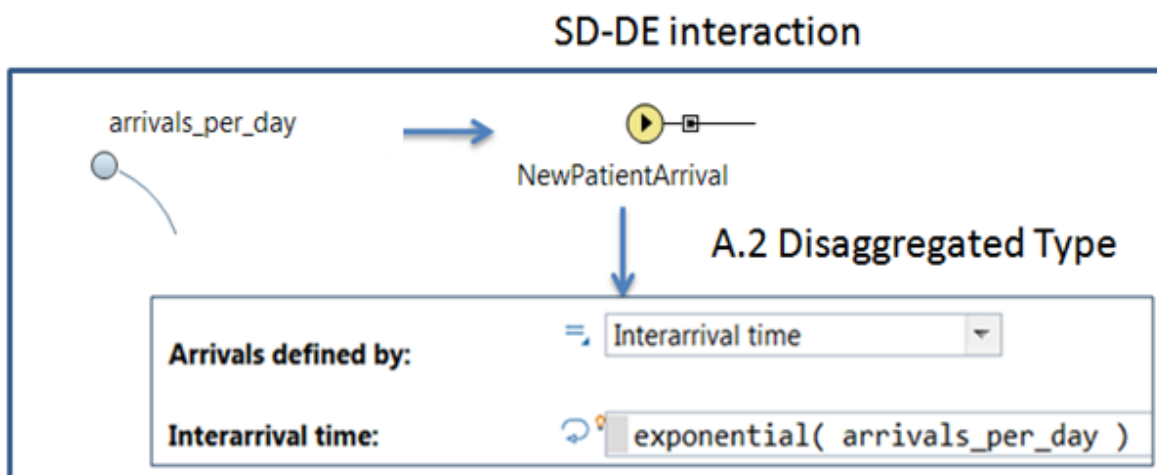 SD-DE interaction
arrivals_per_day
NewPatientArrival
A.2 Disaggregated Type
Arrivals defined by:
Interarrival time
Interarrival time:
exponential( arrivals_per_day )